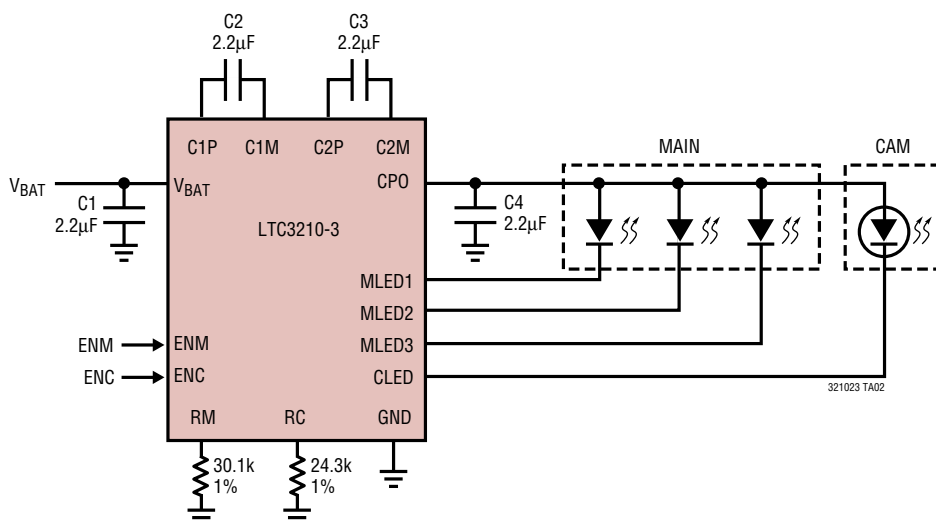 C2
2.2μF
C3
2.2μF
C1P C1M C2P C2M
MAIN
CAM
VBAT
VBAT
CPO
C1
2.2μF
C4
2.2μF
LTC3210-3
MLED1
MLED2
MLED3
CLED
ENM
ENM
ENC
ENC
321023 TA02
RM RC GND
30.1k
1%
24.3k
1%